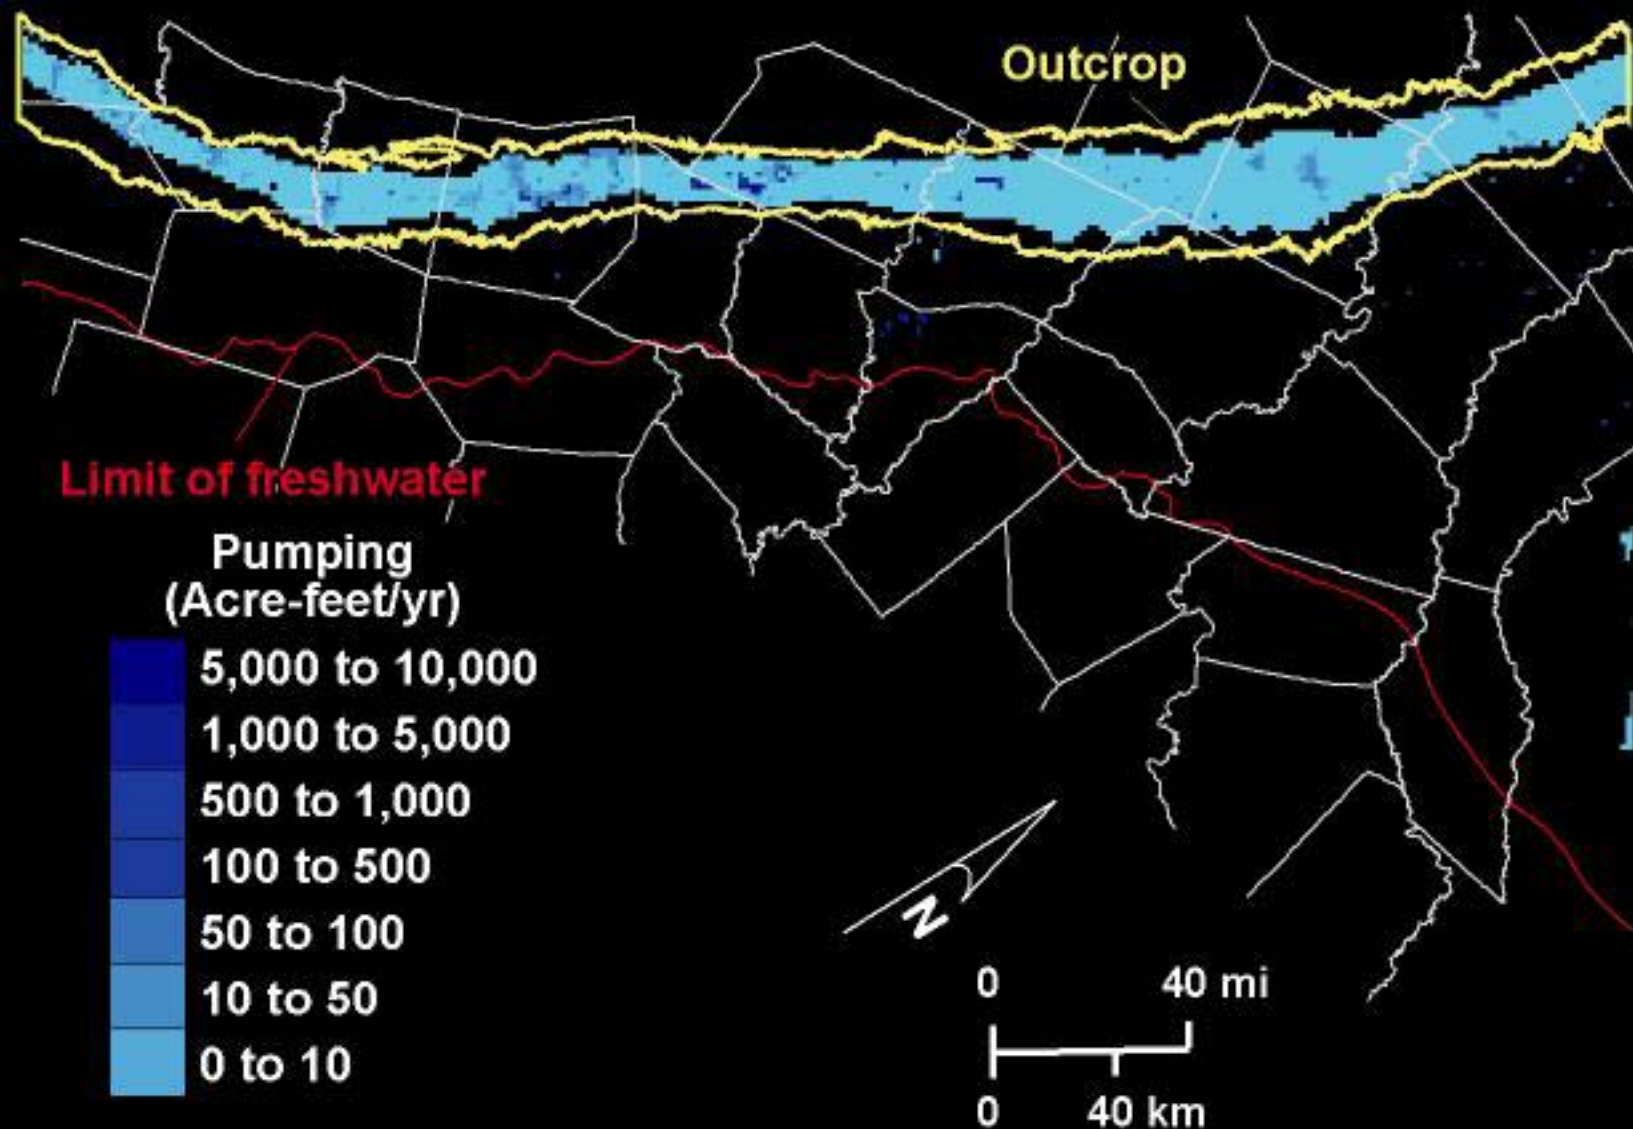 Outcrop
Limit of freshwater
Pumping
(Acre-feet/yr)
5,000 to 10,000
1,000 to 5,000
500 to 1,000
100 to 500
50 to 100
10 to 50
0 to 10
N
0 40 mi
0 40 km